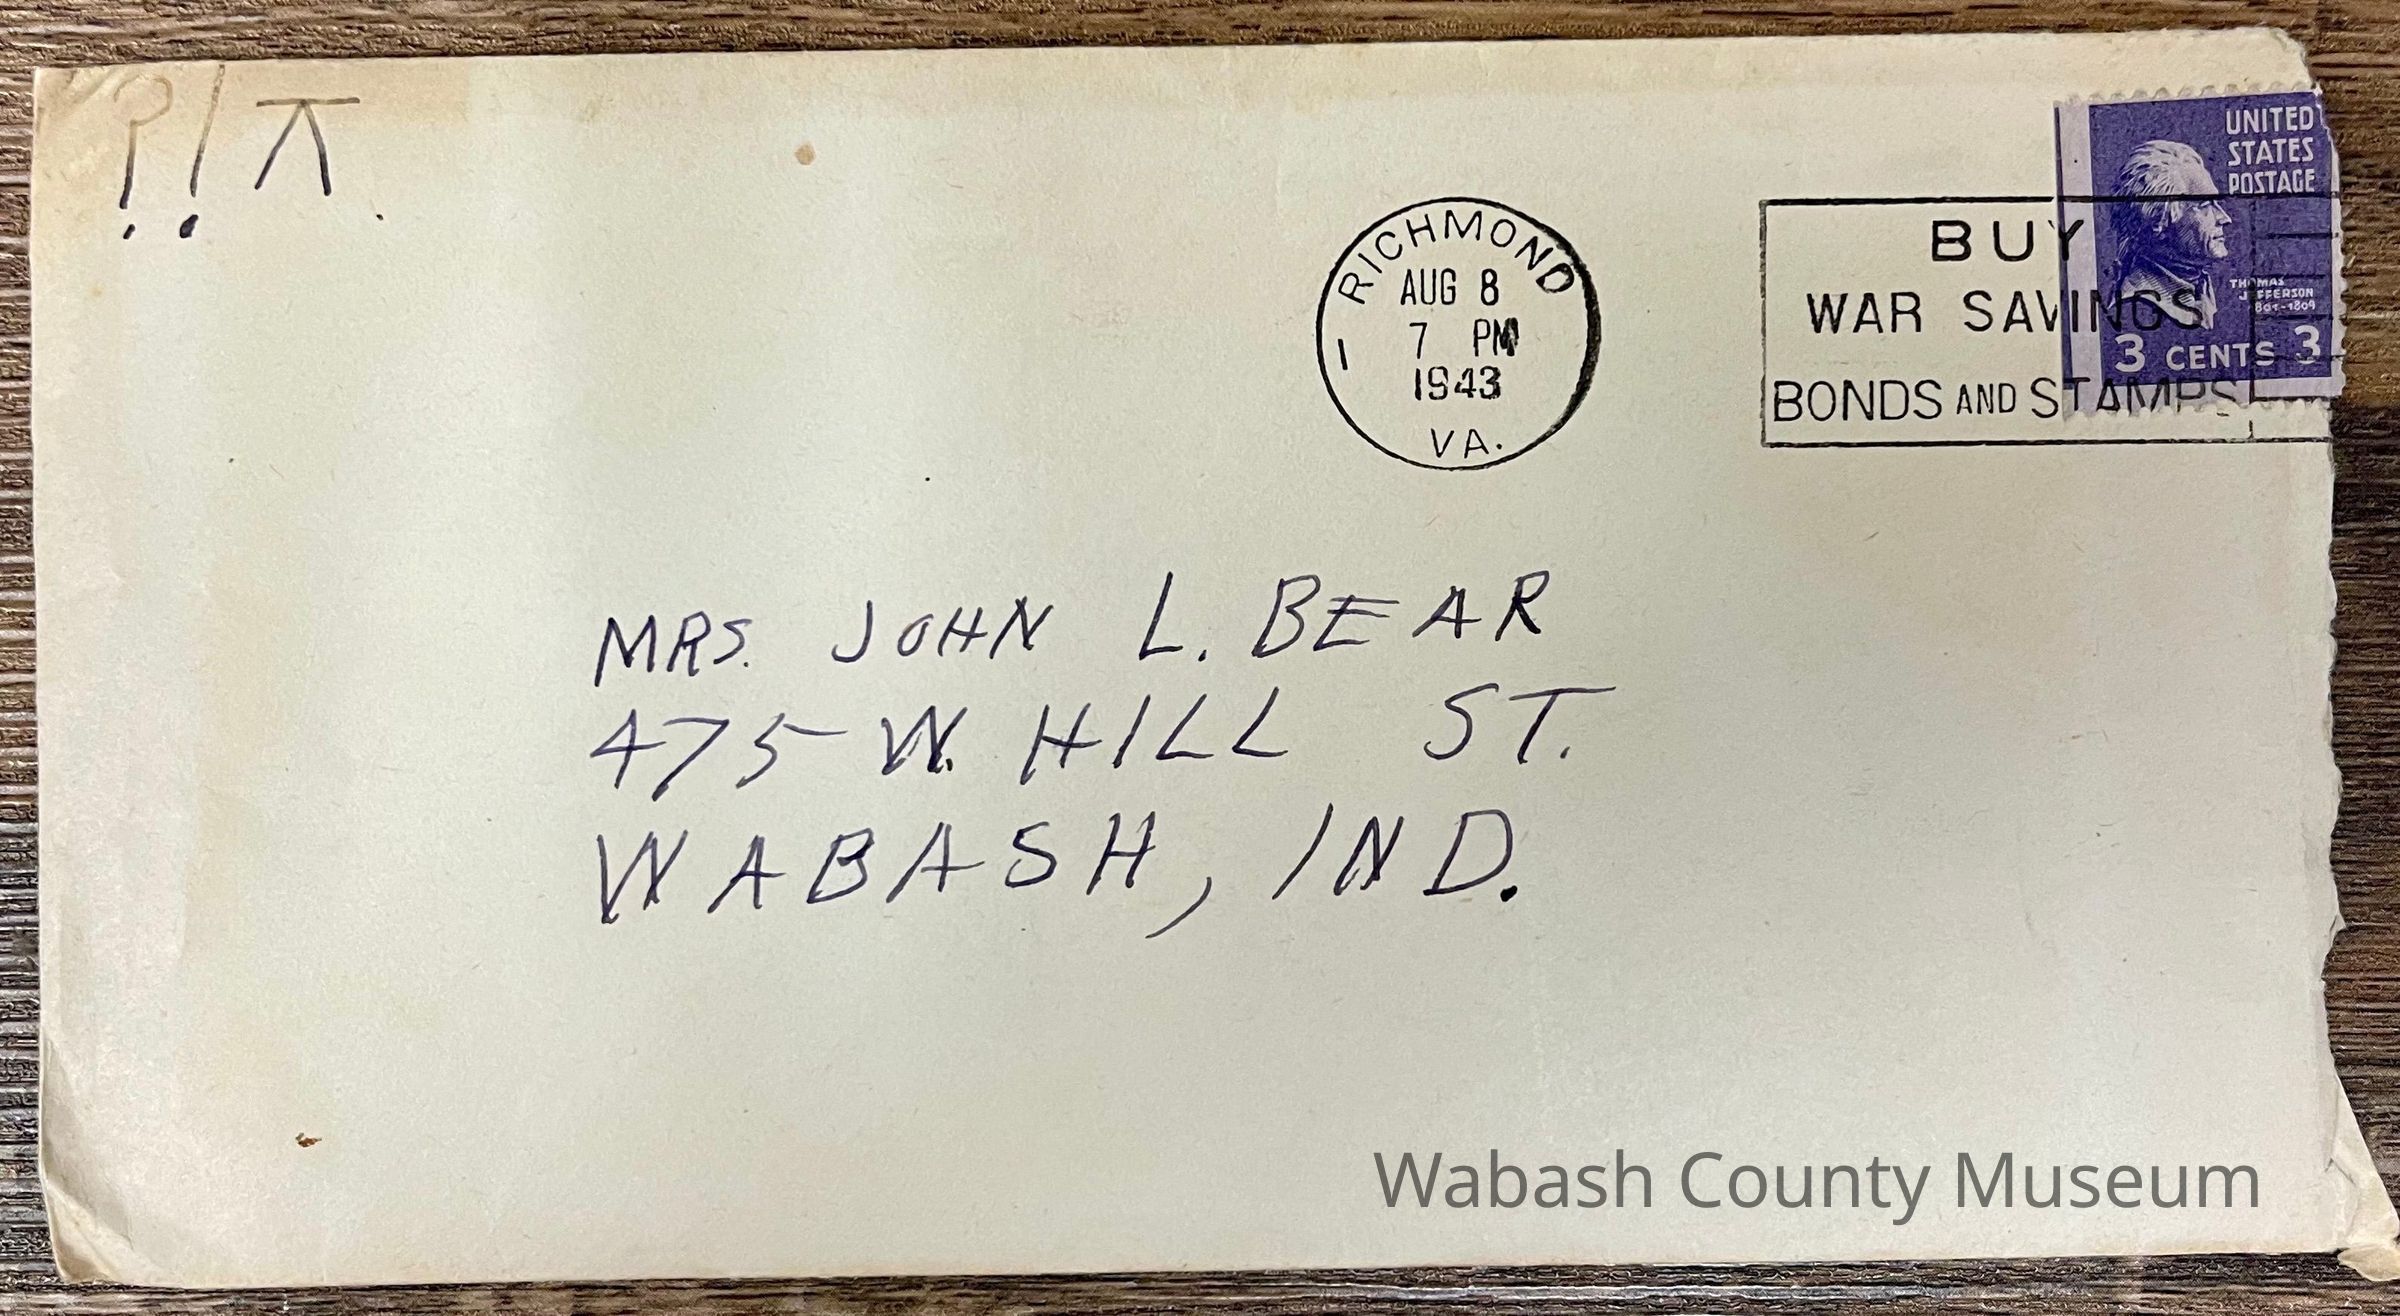 ?! 
UNITED
STATES
POSTAGE
THOMAS
JEFFERSON
1801-1809
3 CENTS 3
RICHMOND
AUG 8
7 PM
1943
1
VA.
BUY
WAR SAVINGS
BONDS AND STAMPS
MRS. JOHN L. BEAR
475 W. HILL ST.
WABASH, IND.
Wabash County Museum